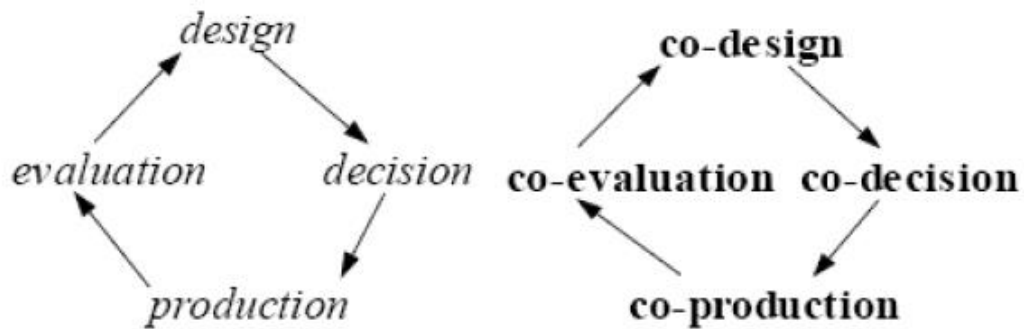 design
evaluation
decision
production
co-design
co-evaluation
co-decision
co-production